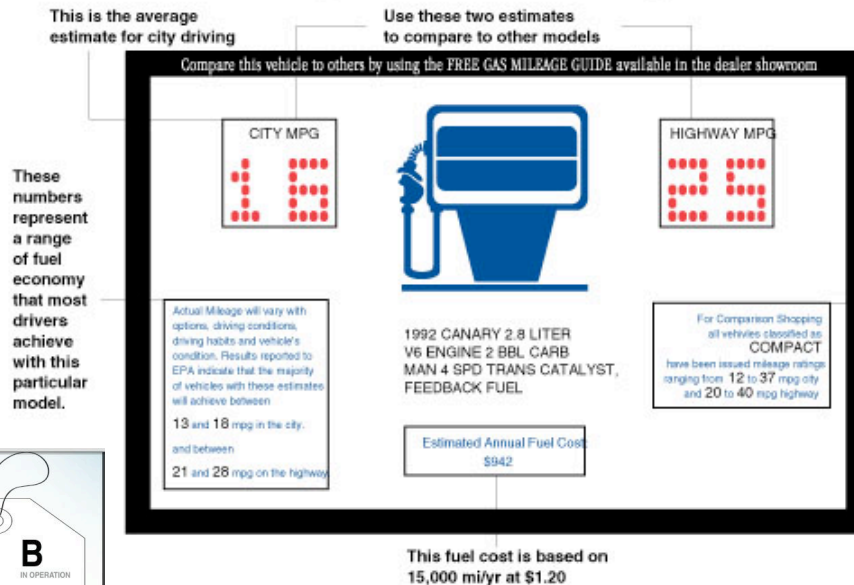 This is the average
estimate for city driving
Use these two estimates
to compare to other models
Compare this vehicle to others by using the FREE GAS MILEAGE GUIDE available in the dealer showroom
CITY MPG
16
HIGHWAY MPG
25
These
numbers
represent
a range
of fuel
economy
that most
drivers
achieve
with this
particular
model.
Actual Mileage will vary with
options, driving conditions,
driving habits and vehicle's
condition. Results reported to
EPA indicate that the majority
of vehicles with these estimates
will achieve between
13 and 18 mpg in the city.
and between
21 and 28 mpg on the highway
1992 CANARY 2.8 LITER
V6 ENGINE 2 BBL CARB
MAN 4 SPD TRANS CATALYST,
FEEDBACK FUEL
Estimated Annual Fuel Cost:
$942
For Comparison Shopping
all vehivles classified as
COMPACT
have been issued mileage ratings
ranging from 12 to 37 mpg city
and 20 to 40 mpg highway
This fuel cost is based on
15,000 mi/yr at $1.20
B
IN OPERATION